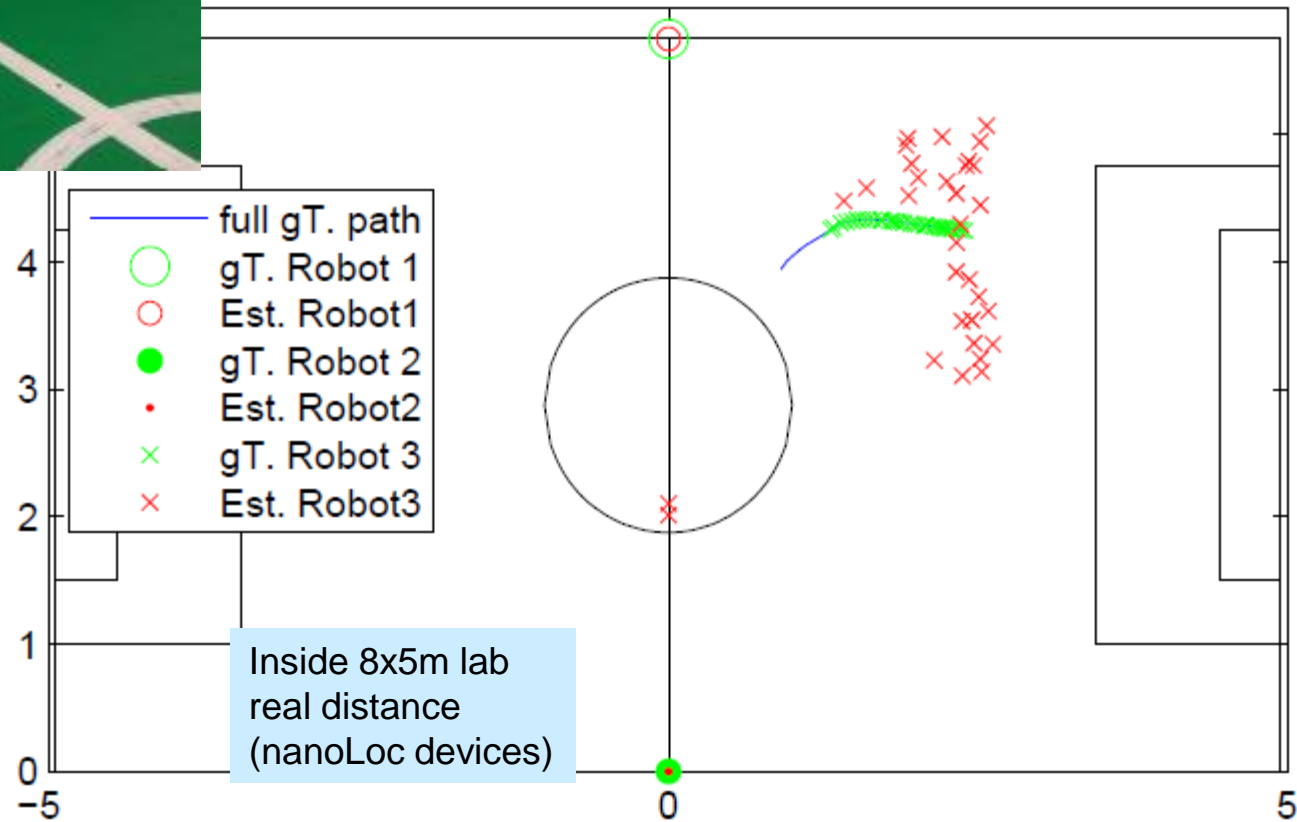 full gT. path
gT. Robot 1
Est. Robot1
gT. Robot 2
Est. Robot2
gT. Robot 3
Est. Robot3
4
3
2
1
0
Inside 8x5m lab
real distance
(nanoLoc devices)
−5
0
5